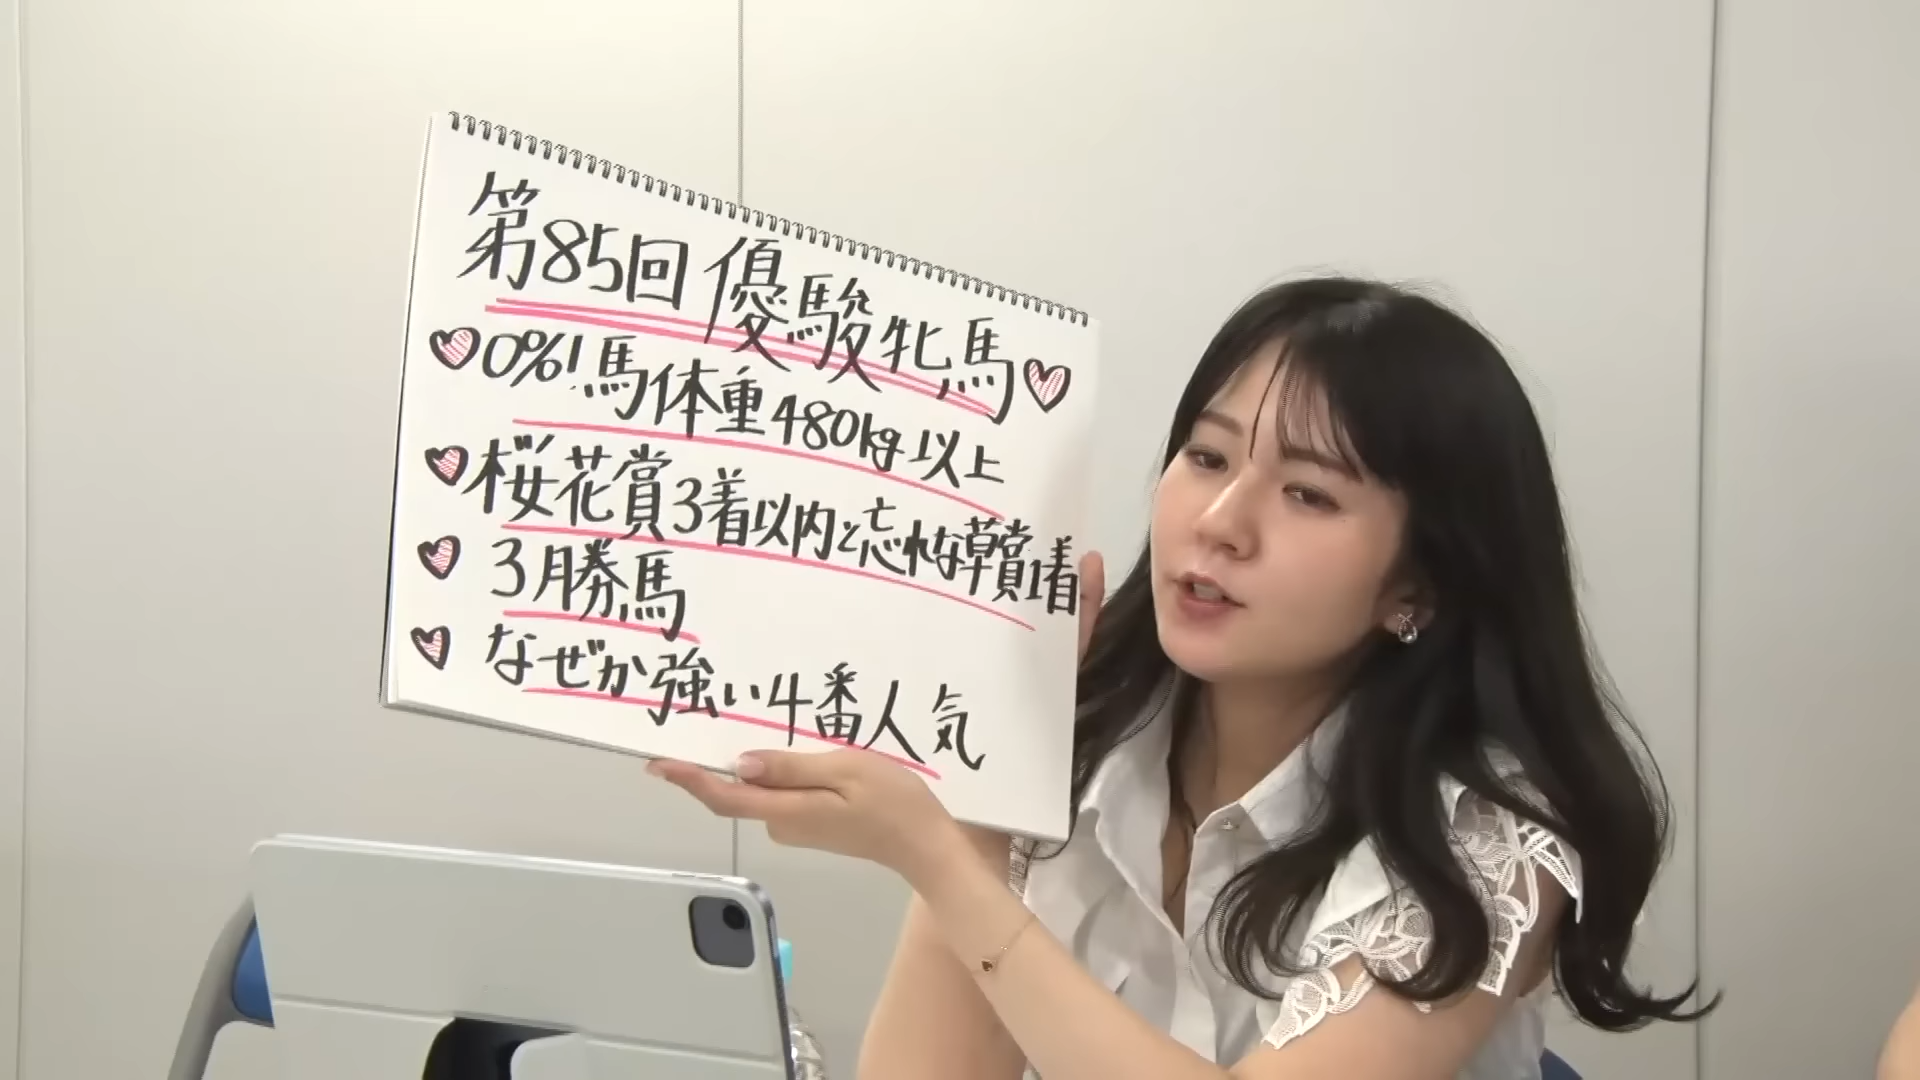 第85回 優駿牝馬♡
♡0%!馬体重480kg以上
♡桜花賞3着以内と忘れな草賞1着
♡3勝馬
♡なぜか強い4番人気